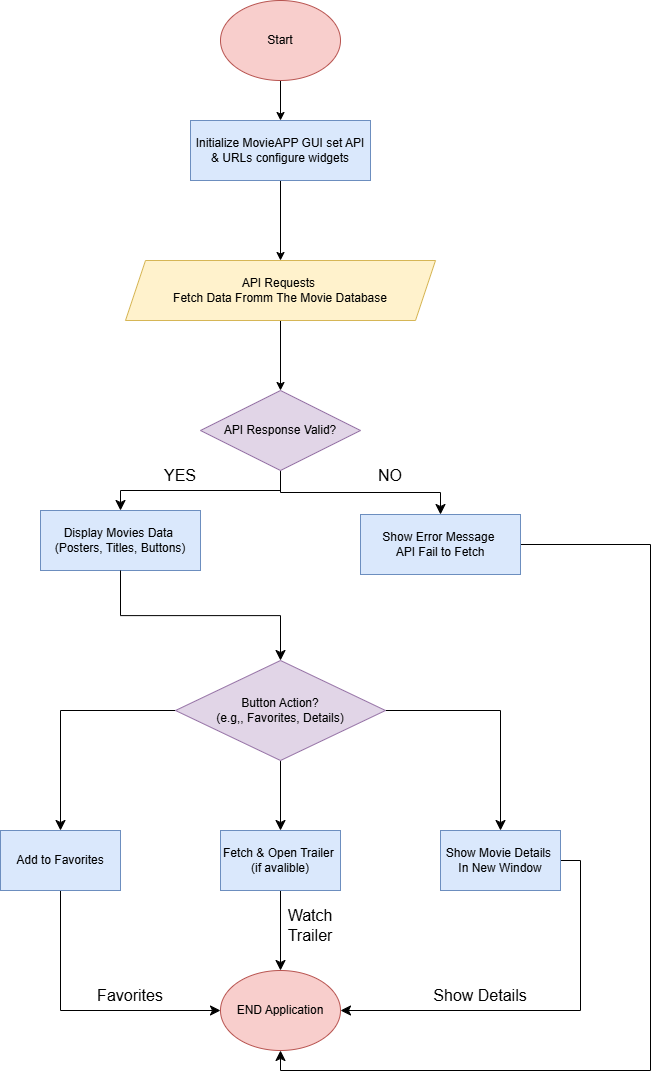 Start
Initialize MovieAPP GUI set API
& URLs configure widgets
API Requests
Fetch Data Fromm The Movie Database
API Response Valid?
YES
NO
Display Movies Data
(Posters, Titles, Buttons)
Show Error Message
API Fail to Fetch
Button Action?
(e.g,, Favorites, Details)
Add to Favorites
Fetch & Open Trailer
(if avalible)
Show Movie Details
In New Window
Watch
Trailer
Favorites
Show Details
END Application